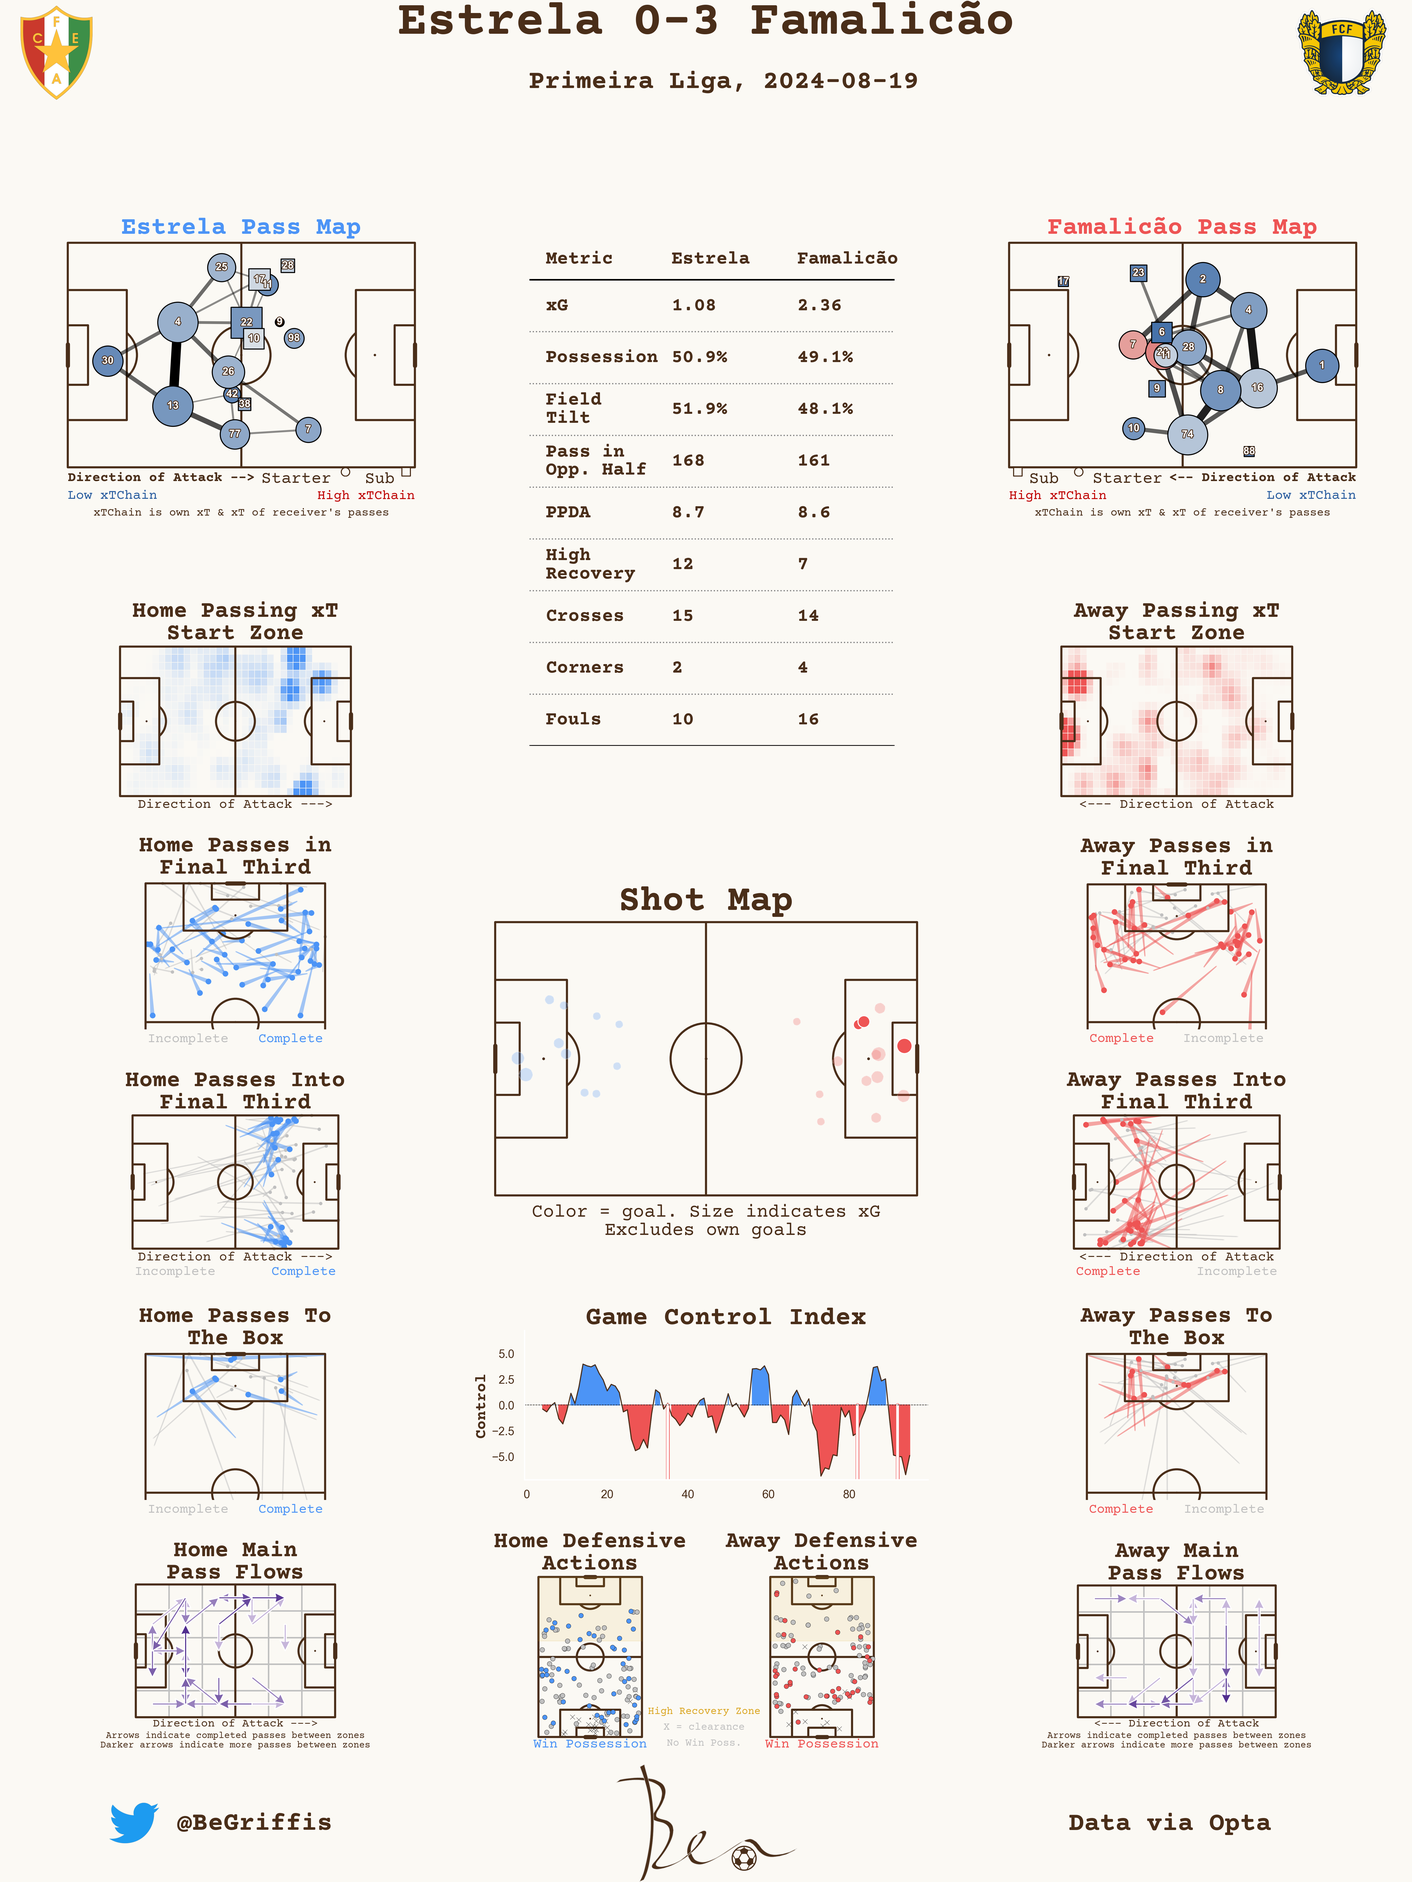 Estrela 0-3 Famalicão
Primeira Liga, 2024-08-19
C F E A
FCF
Estrela Pass Map
25
17
11
28
4
22
9
10
98
30
26
42
38
13
77
7
Direction of Attack --> Starter Sub
Low xTChain High xTChain
xTChain is own xT & xT of receiver's passes
Metric Estrela Famalicão
xG 1.08 2.36
Possession 50.9% 49.1%
Field
Tilt 51.9% 48.1%
Pass in
Opp. Half 168 161
PPDA 8.7 8.6
High
Recovery 12 7
Crosses 15 14
Corners 2 4
Fouls 10 16
Famalicão Pass Map
17
23
2
4
6
7
28
11
1
9
8
16
10
74
88
Sub Starter <-- Direction of Attack
High xTChain Low xTChain
xTChain is own xT & xT of receiver's passes
Home Passing xT
Start Zone
Direction of Attack --->
Away Passing xT
Start Zone
<--- Direction of Attack
Home Passes in
Final Third
Incomplete Complete
Away Passes in
Final Third
Complete Incomplete
Shot Map
Color = goal. Size indicates xG
Excludes own goals
Home Passes Into
Final Third
Direction of Attack --->
Incomplete Complete
Away Passes Into
Final Third
<--- Direction of Attack
Complete Incomplete
Home Passes To
The Box
Incomplete Complete
Game Control Index
Control
5.0
2.5
0.0
−2.5
−5.0
0 20 40 60 80
Away Passes To
The Box
Complete Incomplete
Home Main
Pass Flows
Direction of Attack --->
Arrows indicate completed passes between zones
Darker arrows indicate more passes between zones
Home Defensive
Actions
Win Possession
High Recovery Zone
X = clearance
No Win Poss.
Away Defensive
Actions
Win Possession
Away Main
Pass Flows
<--- Direction of Attack
Arrows indicate completed passes between zones
Darker arrows indicate more passes between zones
@BeGriffis
Ben
Data via Opta